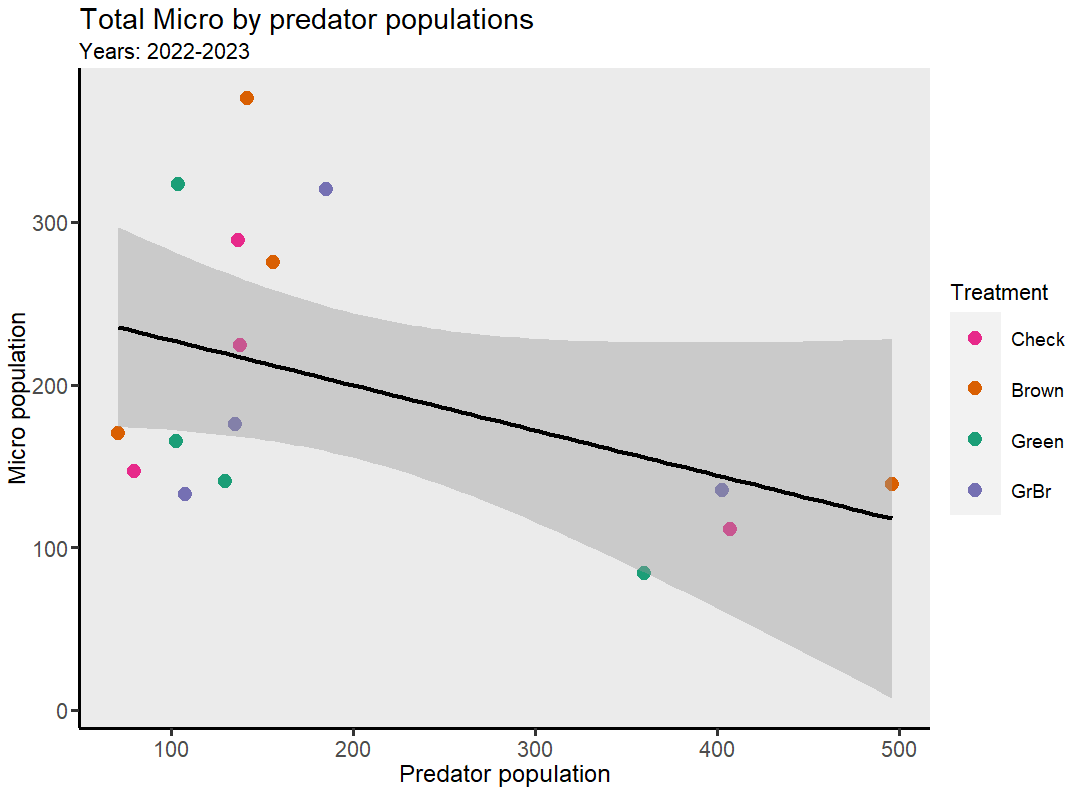 Total Micro by predator populations
Years: 2022-2023
Micro population
300
200
100
0
100 200 300 400 500
Predator population
Treatment
Check
Brown
Green
GrBr